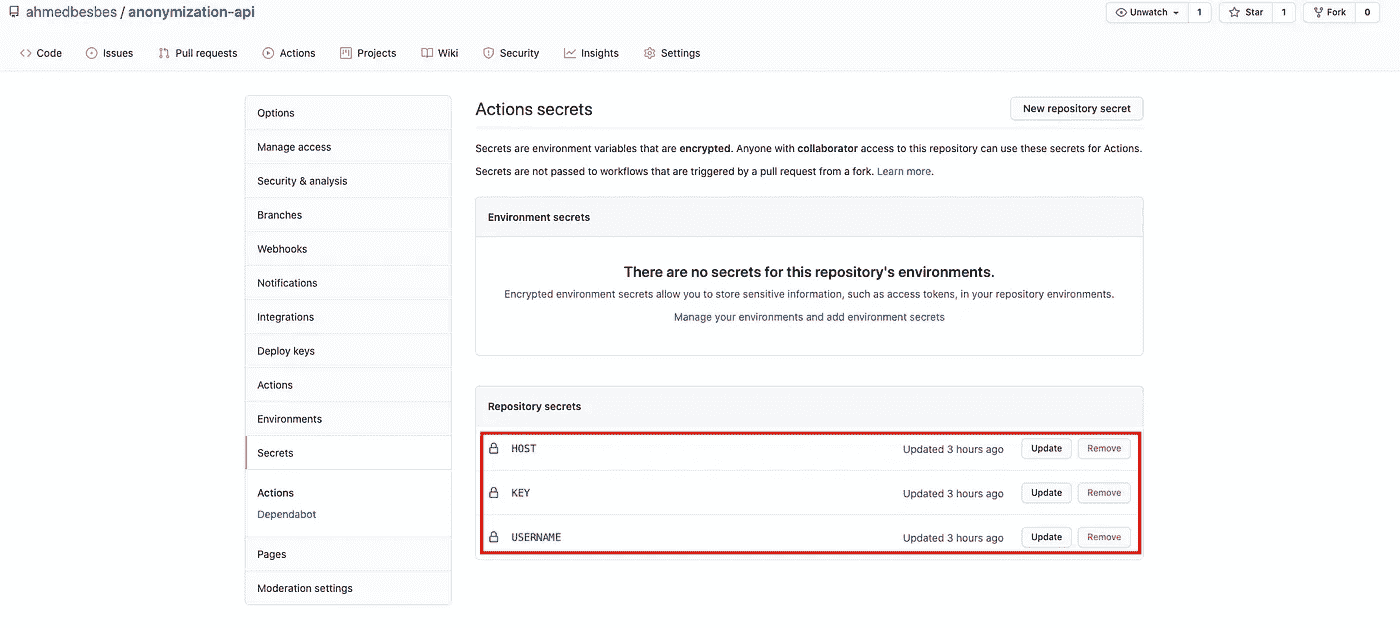 ahmedbesbes / anonymization-api
Unwatch 1 Star 1 Fork 0
Code Issues Pull requests Actions Projects Wiki Security Insights Settings
Options
Manage access
Security & analysis
Branches
Webhooks
Notifications
Integrations
Deploy keys
Actions
Environments
Secrets
Actions
Dependabot
Pages
Moderation settings
Actions secrets New repository secret
Secrets are environment variables that are encrypted. Anyone with collaborator access to this repository can use these secrets for Actions.
Secrets are not passed to workflows that are triggered by a pull request from a fork. Learn more.
Environment secrets
There are no secrets for this repository's environments.
Encrypted environment secrets allow you to store sensitive information, such as access tokens, in your repository environments.
Manage your environments and add environment secrets
Repository secrets
HOST Updated 3 hours ago Update Remove
KEY Updated 3 hours ago Update Remove
USERNAME Updated 3 hours ago Update Remove